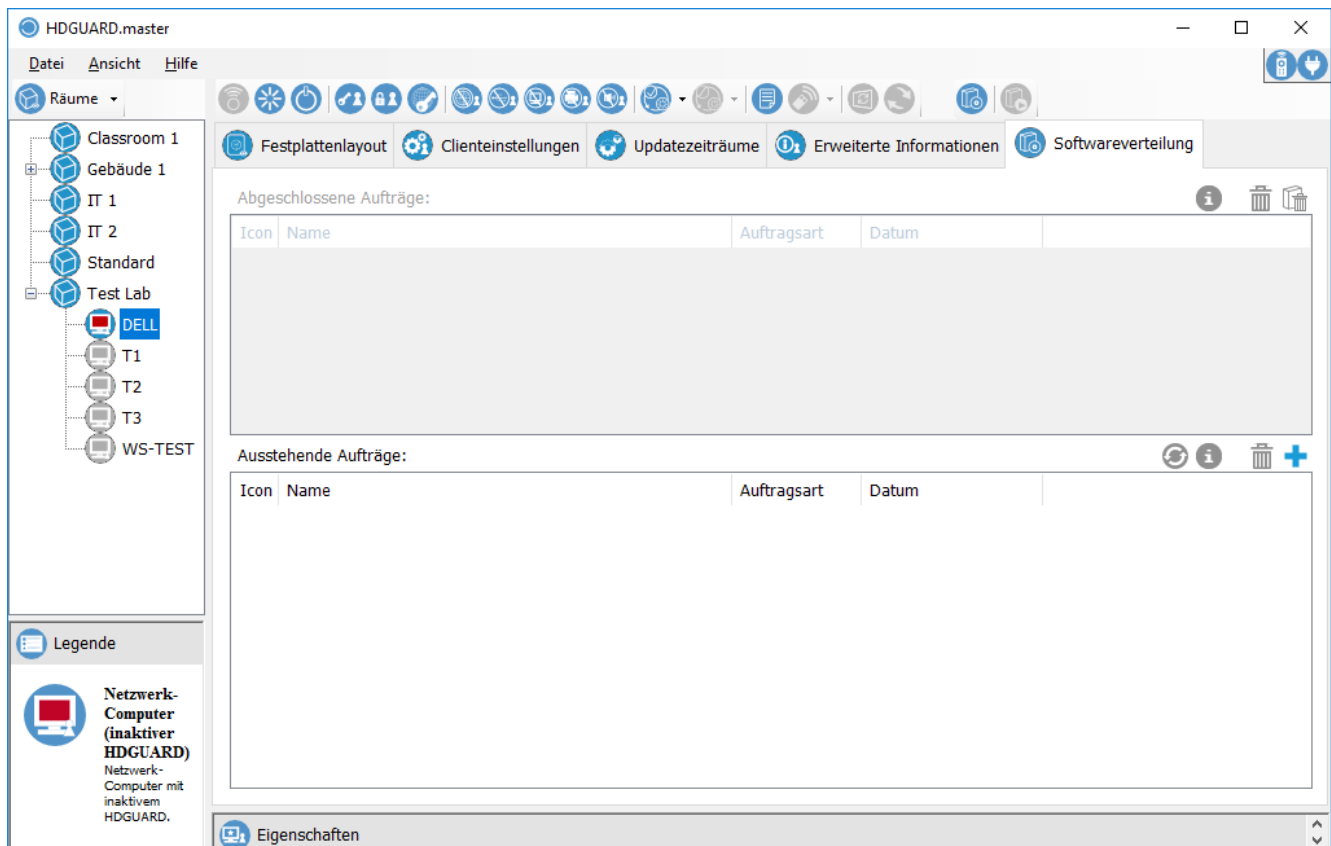 HDGUARD.master
Datei Ansicht Hilfe
Räume
Classroom 1
Gebäude 1
IT 1
IT 2
Standard
Test Lab
DELL
T1
T2
T3
WS-TEST
Festplattenlayout Clienteinstellungen Updatezeiträume Erweiterte Informationen Softwareverteilung
Abgeschlossene Aufträge:
Icon Name Auftragsart Datum
Ausstehende Aufträge:
Icon Name Auftragsart Datum
Legende
Netzwerk-
Computer
(inaktiver
HDGUARD)
Netzwerk-
Computer mit
inaktivem
HDGUARD.
Eigenschaften